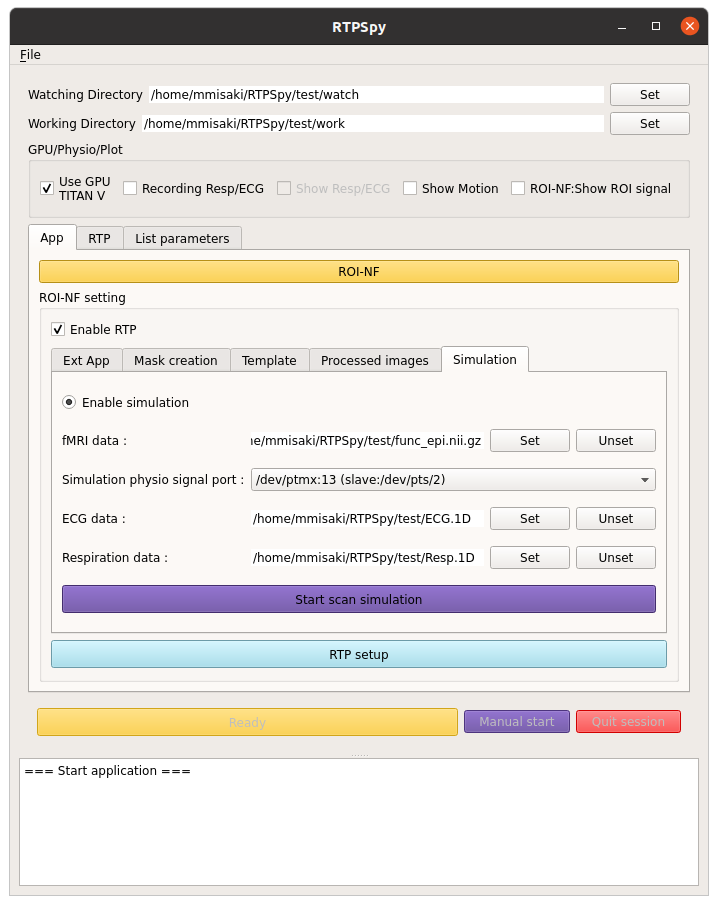 RTPSpy
File
Watching Directory /home/mmisaki/RTPSpy/test/watch Set
Working Directory /home/mmisaki/RTPSpy/test/work Set
GPU/Physio/Plot
Use GPU
TITAN V
Recording Resp/ECG Show Resp/ECG Show Motion ROI-NF:Show ROI signal
App RTP List parameters
ROI-NF
ROI-NF setting
Enable RTP
Ext App Mask creation Template Processed images Simulation
Enable simulation
fMRI data : ne/mmisaki/RTPSpy/test/func_epi.nii.gz Set Unset
Simulation physio signal port : /dev/ptmx:13 (slave:/dev/pts/2)
ECG data : /home/mmisaki/RTPSpy/test/ECG.1D Set Unset
Respiration data : /home/mmisaki/RTPSpy/test/Resp.1D Set Unset
Start scan simulation
RTP setup
Ready Manual start Quit session
=== Start application ===